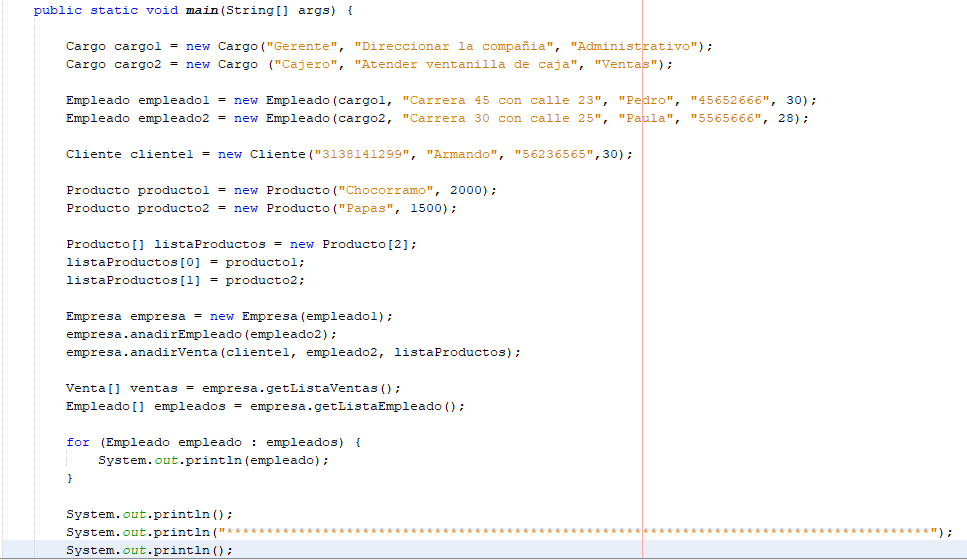 public static void main(String[] args) {
Cargo cargo1 = new Cargo("Gerente", "Direccionar la compañia", "Administrativo");
Cargo cargo2 = new Cargo ("Cajero", "Atender ventanilla de caja", "Ventas");
Empleado empleado1 = new Empleado(cargo1, "Carrera 45 con calle 23", "Pedro", "45652666", 30);
Empleado empleado2 = new Empleado(cargo2, "Carrera 30 con calle 25", "Paula", "5565666", 28);
Cliente cliente1 = new Cliente("3138141299", "Armando", "56236565",30);
Producto producto1 = new Producto("Chocorramo", 2000);
Producto producto2 = new Producto("Papas", 1500);
Producto[] listaProductos = new Producto[2];
listaProductos[0] = producto1;
listaProductos[1] = producto2;
Empresa empresa = new Empresa(empleado1);
empresa.anadirEmpleado(empleado2);
empresa.anadirVenta(cliente1, empleado2, listaProductos);
Venta[] ventas = empresa.getListaVentas();
Empleado[] empleados = empresa.getListaEmpleado();
for (Empleado empleado : empleados) {
System.out.println(empleado);
}
System.out.println();
System.out.println("****************************************************************************************");
System.out.println();